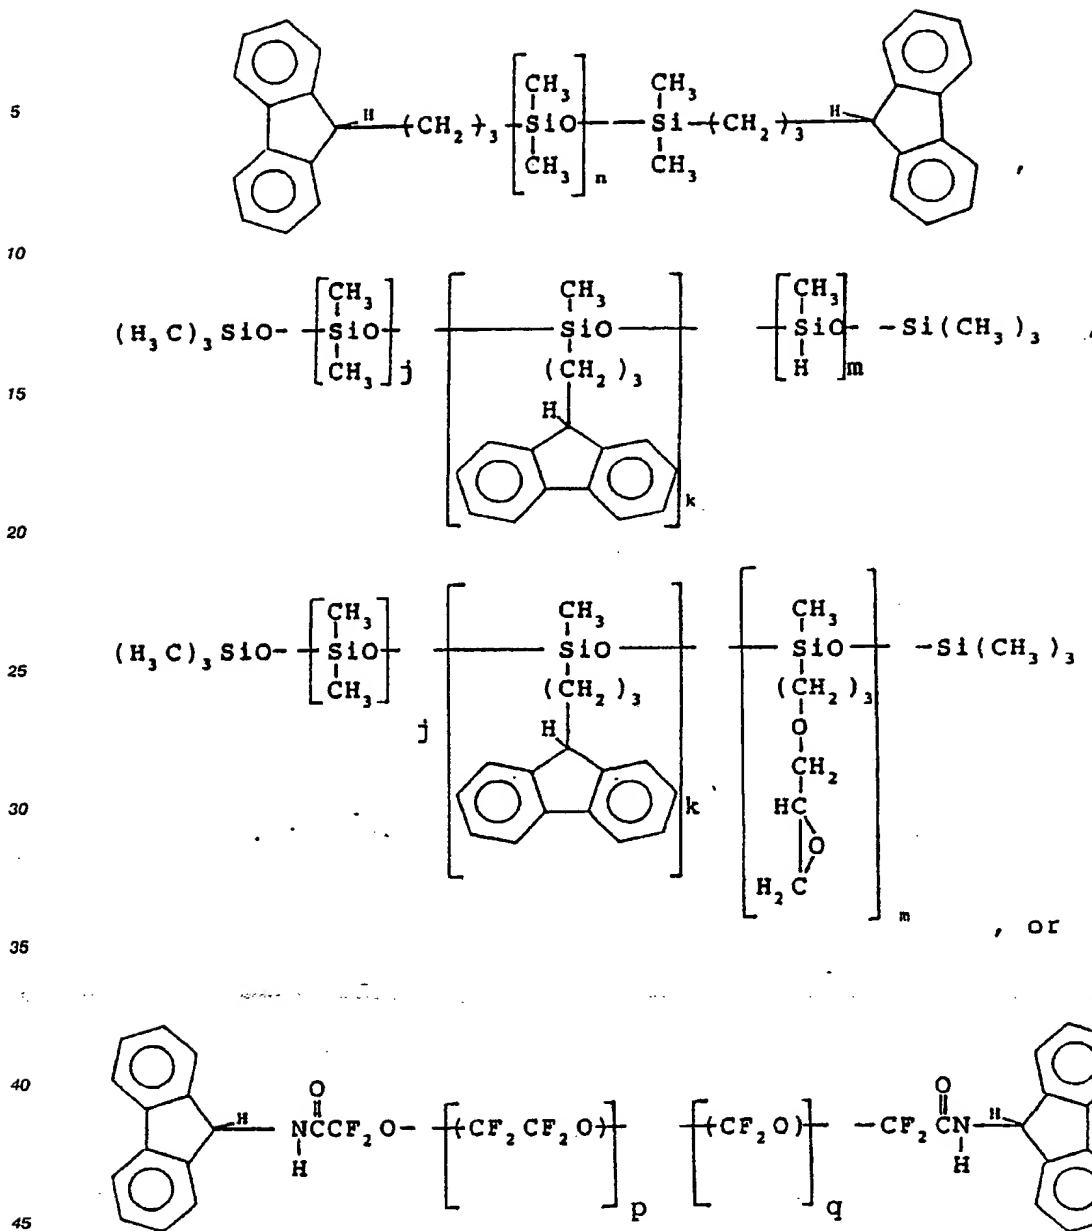 CH₃ CH₃
5 H (CH₂)₃ SiO Si (CH₂)₃ H
CH₃ n CH₃ ,
10
CH₃ CH₃ CH₃
(H₃C)₃SiO- SiO j SiO SiO m -Si(CH₃)₃ ,
CH₃ (CH₂)₃ H
15
H
k
20
CH₃ CH₃ CH₃
25 (H₃C)₃SiO- SiO SiO SiO -Si(CH₃)₃
CH₃ j (CH₂)₃ (CH₂)₃
H O
CH₂
30 k HC
O
H₂C
m , or
35
40 O O
H NCCF₂O- (CF₂CF₂O) (CF₂O) -CF₂CN H
H H
45 p q